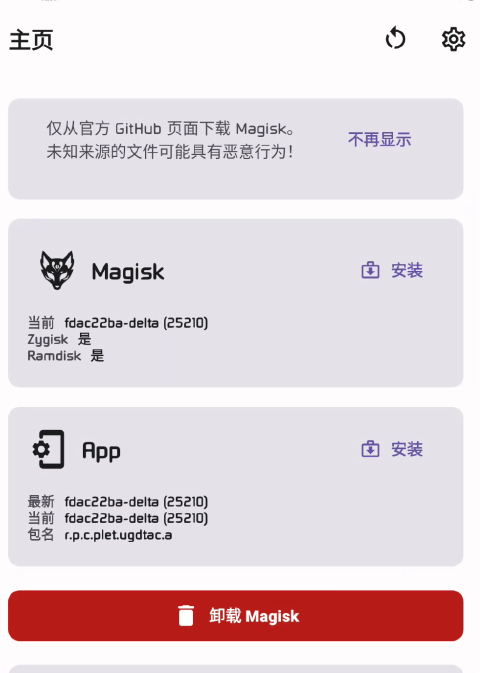 主页
仅从官方 GitHub 页面下载 Magisk。
未知来源的文件可能具有恶意行为！
不再显示
Magisk
安装
当前 fdac22ba-delta (25210)
Zygisk 是
Ramdisk 是
App
安装
最新 fdac22ba-delta (25210)
当前 fdac22ba-delta (25210)
包名 r.p.c.plet.ugdtac.a
卸载 Magisk